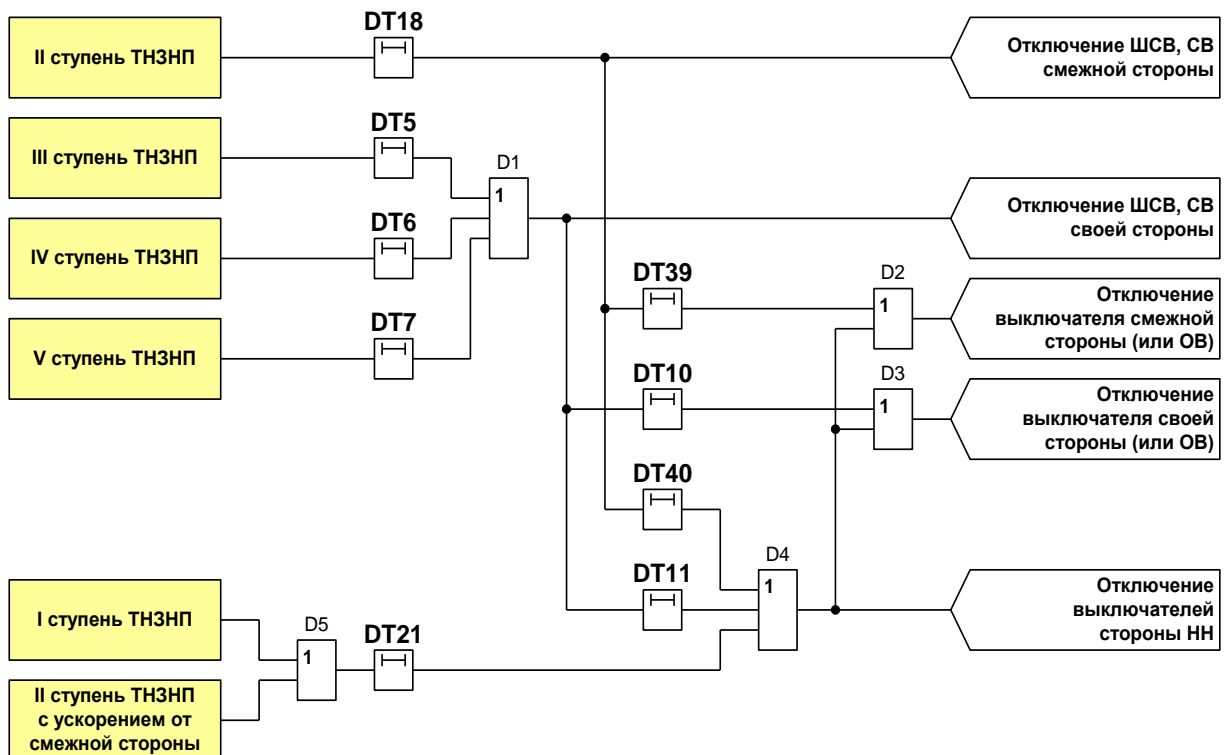 DT18
II ступень ТНЗНП
Отключение ШСВ, СВ
смежной стороны
DT5
III ступень ТНЗНП
D1
1
DT6
IV ступень ТНЗНП
Отключение ШСВ, СВ
своей стороны
DT39
D2
1
Отключение
выключателя смежной
стороны (или ОВ)
DT7
V ступень ТНЗНП
DT10
D3
1
Отключение
выключателя своей
стороны (или ОВ)
DT40
D4
1
DT11
Отключение
выключателей
стороны НН
I ступень ТНЗНП
D5
1
DT21
II ступень ТНЗНП
с ускорением от
смежной стороны